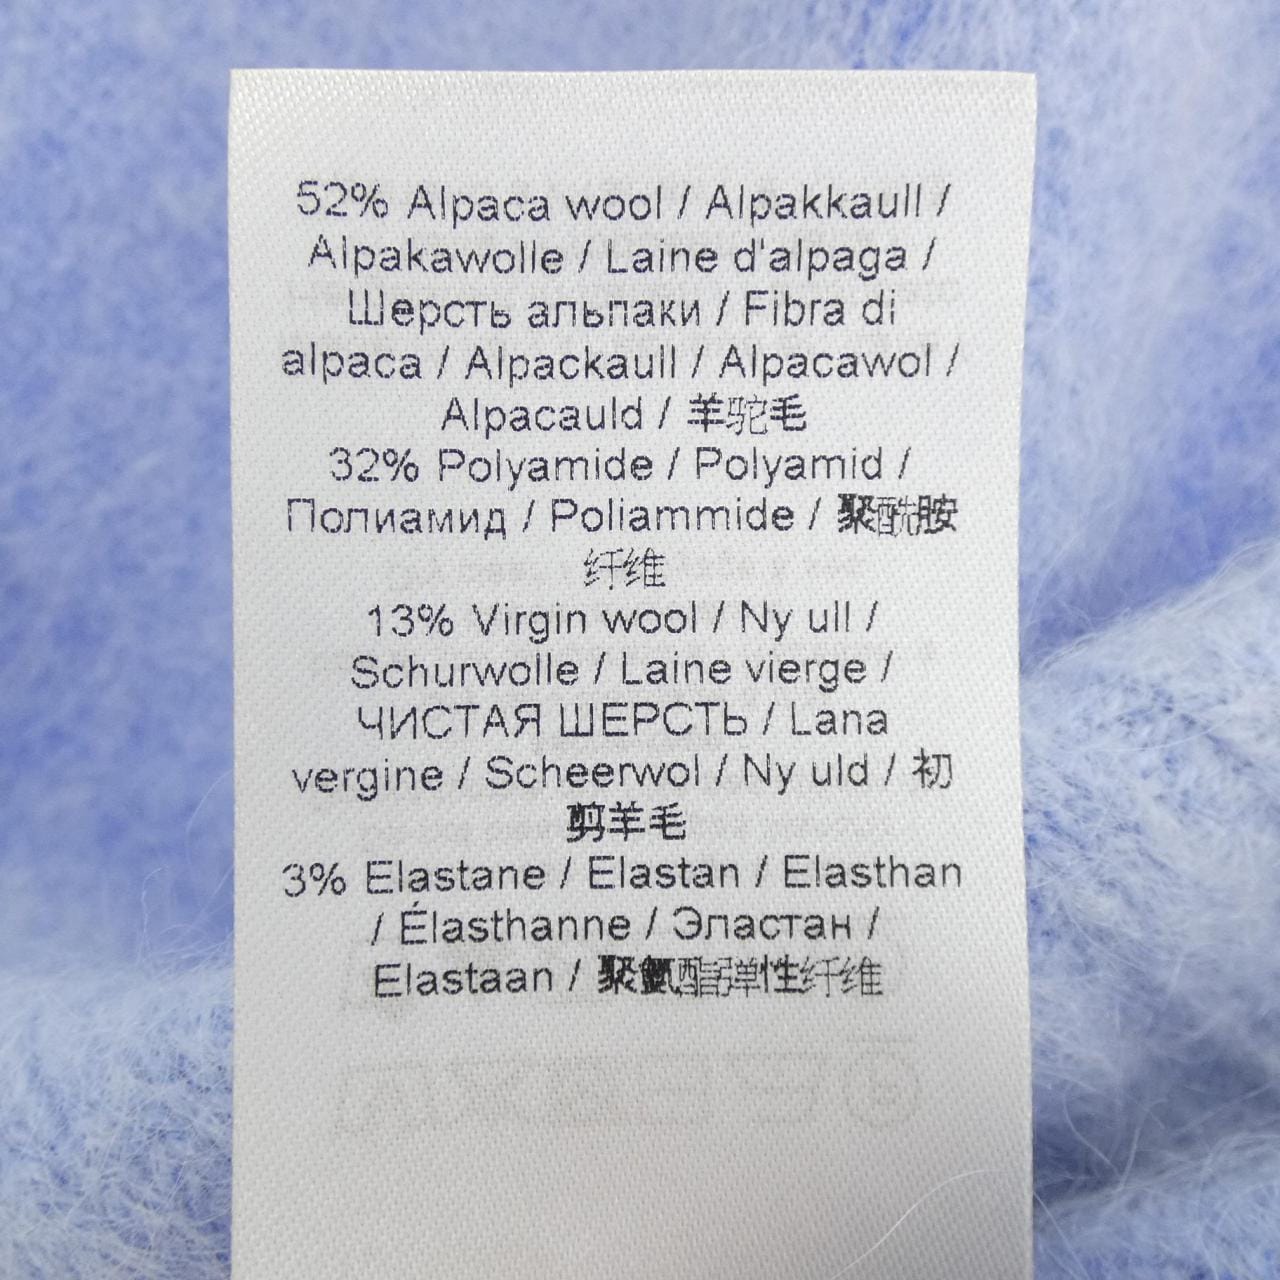 52% Alpaca wool / Alpakkaull /
Alpakawolle / Laine d'alpaga /
Шерсть альпаки / Fibra di
alpaca / Alpackaull / Alpacawol /
Alpacauld / 羊驼毛
32% Polyamide / Polyamid /
Полиамид / Poliammide / 聚酰胺
纤维
13% Virgin wool / Ny ull /
Schurwolle / Laine vierge /
ЧИСТАЯ ШЕРСТЬ / Lana
vergine / Scheerwol / Ny uld / 初
剪羊毛
3% Elastane / Elastan / Elasthan
/ Élasthanne / Эластан /
Elastaan / 聚氨酯弹性纤维